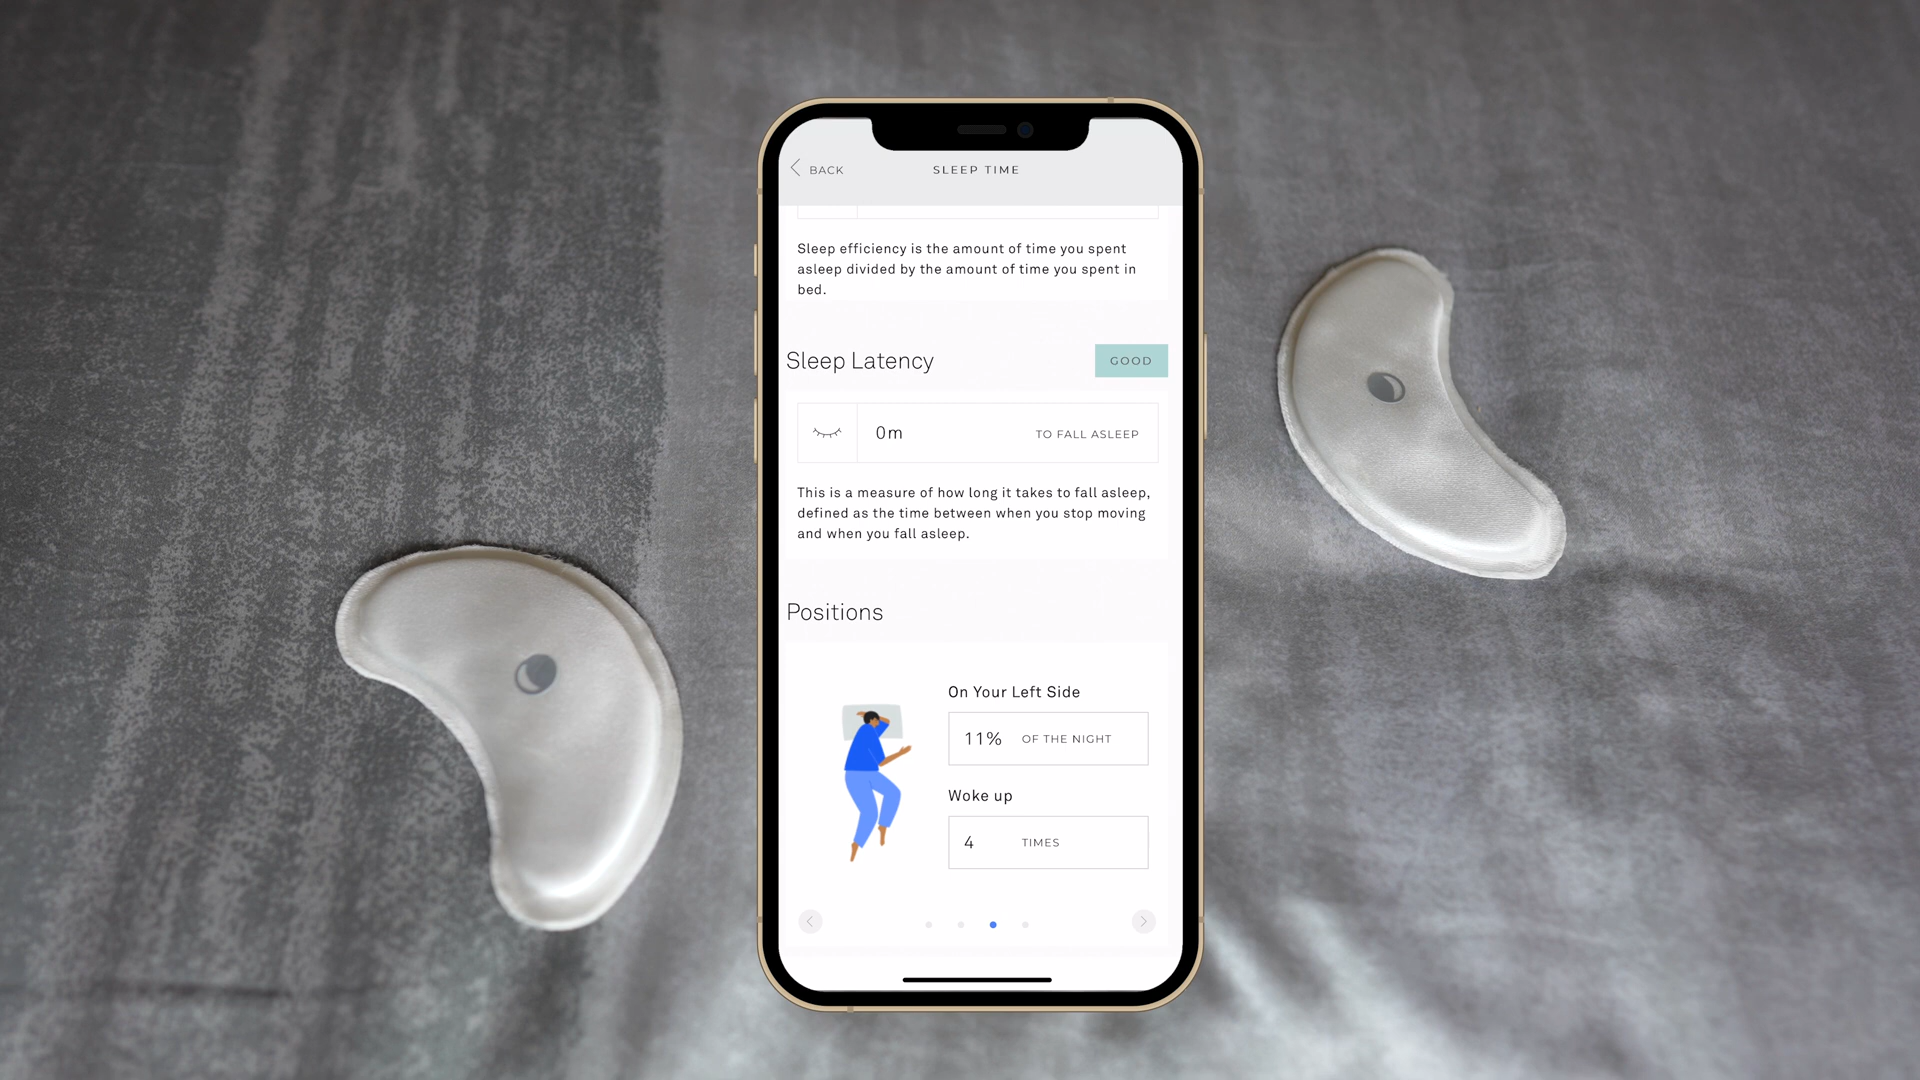 BACK
SLEEP TIME
Sleep efficiency is the amount of time you spent
asleep divided by the amount of time you spent in
bed.
Sleep Latency
GOOD
0m
TO FALL ASLEEP
This is a measure of how long it takes to fall asleep,
defined as the time between when you stop moving
and when you fall asleep.
Positions
On Your Left Side
11% OF THE NIGHT
Woke up
4 TIMES